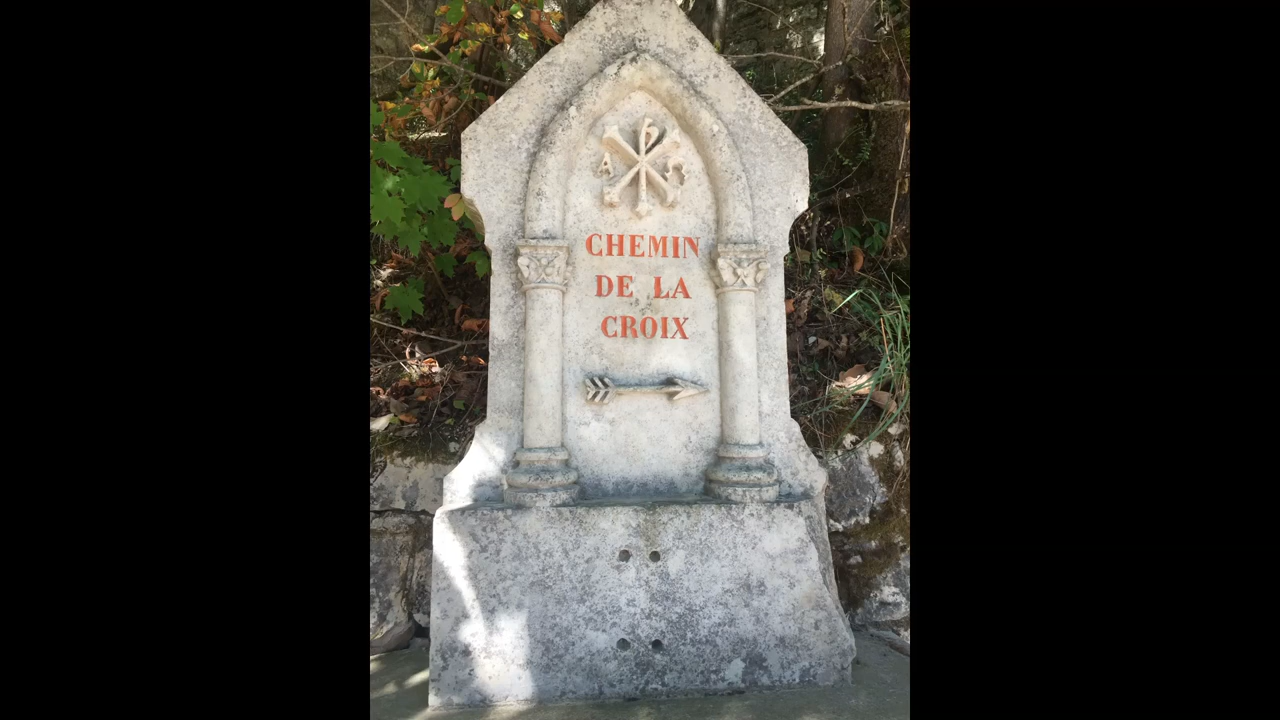 A Ω
CHEMIN
DE LA
CROIX